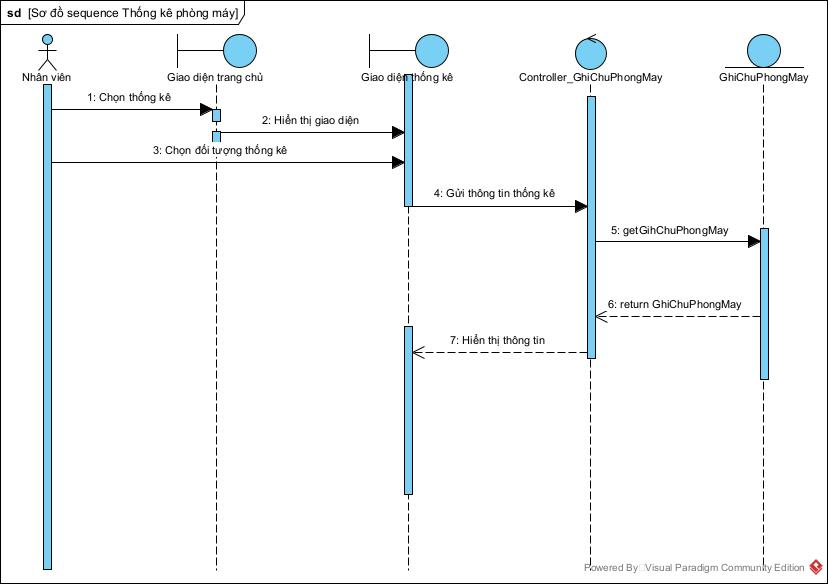 sd [Sơ đồ sequence Thống kê phòng máy]
Nhân viên
Giao diện trang chủ
Giao diện thống kê
Controller_GhiChuPhongMay
GhiChuPhongMay
1: Chọn thống kê
2: Hiển thị giao diện
3: Chọn đối tượng thống kê
4: Gửi thông tin thống kê
5: getGihChuPhongMay
6: return GhiChuPhongMay
7: Hiển thị thông tin
Powered By Visual Paradigm Community Edition